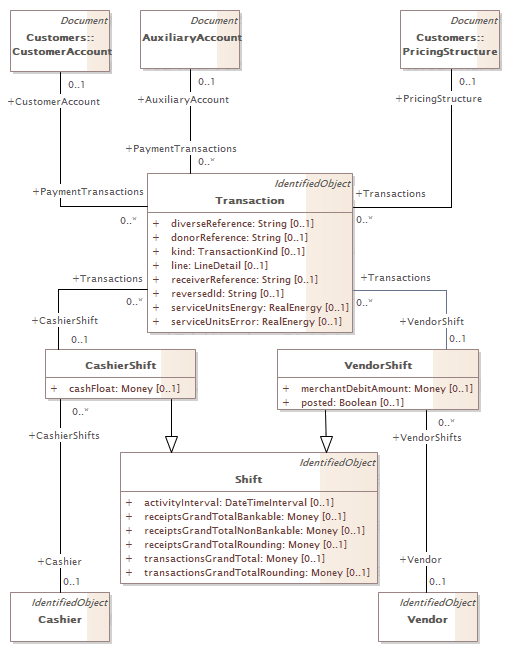 Document
Customers::
CustomerAccount
Document
AuxiliaryAccount
Document
Customers::
PricingStructure
0..1
+CustomerAccount
0..1
+AuxiliaryAccount
0..1
+PricingStructure
+PaymentTransactions
0..*
+PaymentTransactions
0..*
+Transactions
0..*
IdentifiedObject
Transaction
+ diverseReference: String [0..1]
+ donorReference: String [0..1]
+ kind: TransactionKind [0..1]
+ line: LineDetail [0..1]
+ receiverReference: String [0..1]
+ reversedId: String [0..1]
+ serviceUnitsEnergy: RealEnergy [0..1]
+ serviceUnitsError: RealEnergy [0..1]
+Transactions
0..*
+CashierShift
0..1
+Transactions
0..*
+VendorShift
0..1
CashierShift
+ cashFloat: Money [0..1]
VendorShift
+ merchantDebitAmount: Money [0..1]
+ posted: Boolean [0..1]
0..*
+CashierShifts
0..*
+VendorShifts
IdentifiedObject
Shift
+ activityInterval: DateTimeInterval [0..1]
+ receiptsGrandTotalBankable: Money [0..1]
+ receiptsGrandTotalNonBankable: Money [0..1]
+ receiptsGrandTotalRounding: Money [0..1]
+ transactionsGrandTotal: Money [0..1]
+ transactionsGrandTotalRounding: Money [0..1]
+Cashier
0..1
+Vendor
0..1
IdentifiedObject
Cashier
IdentifiedObject
Vendor